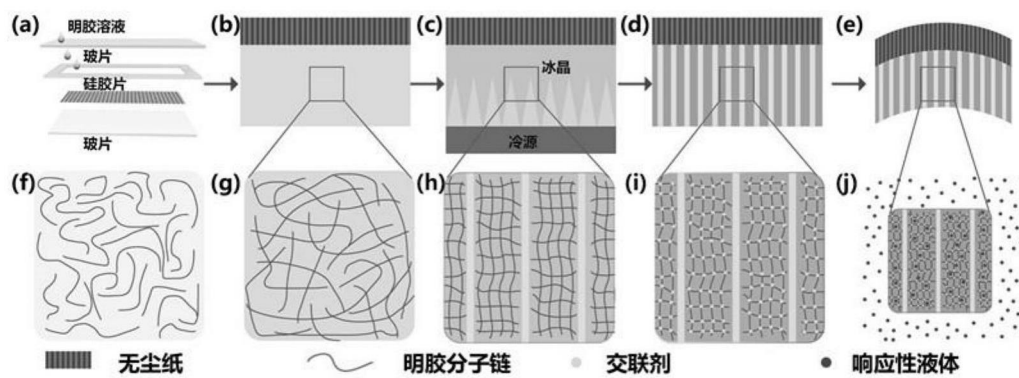 (a)
明胶溶液
玻片
硅胶片
玻片
(b)
(c)
冰晶
冷源
(d)
(e)
(f)
(g)
(h)
(i)
(j)
无尘纸
明胶分子链
交联剂
响应性液体